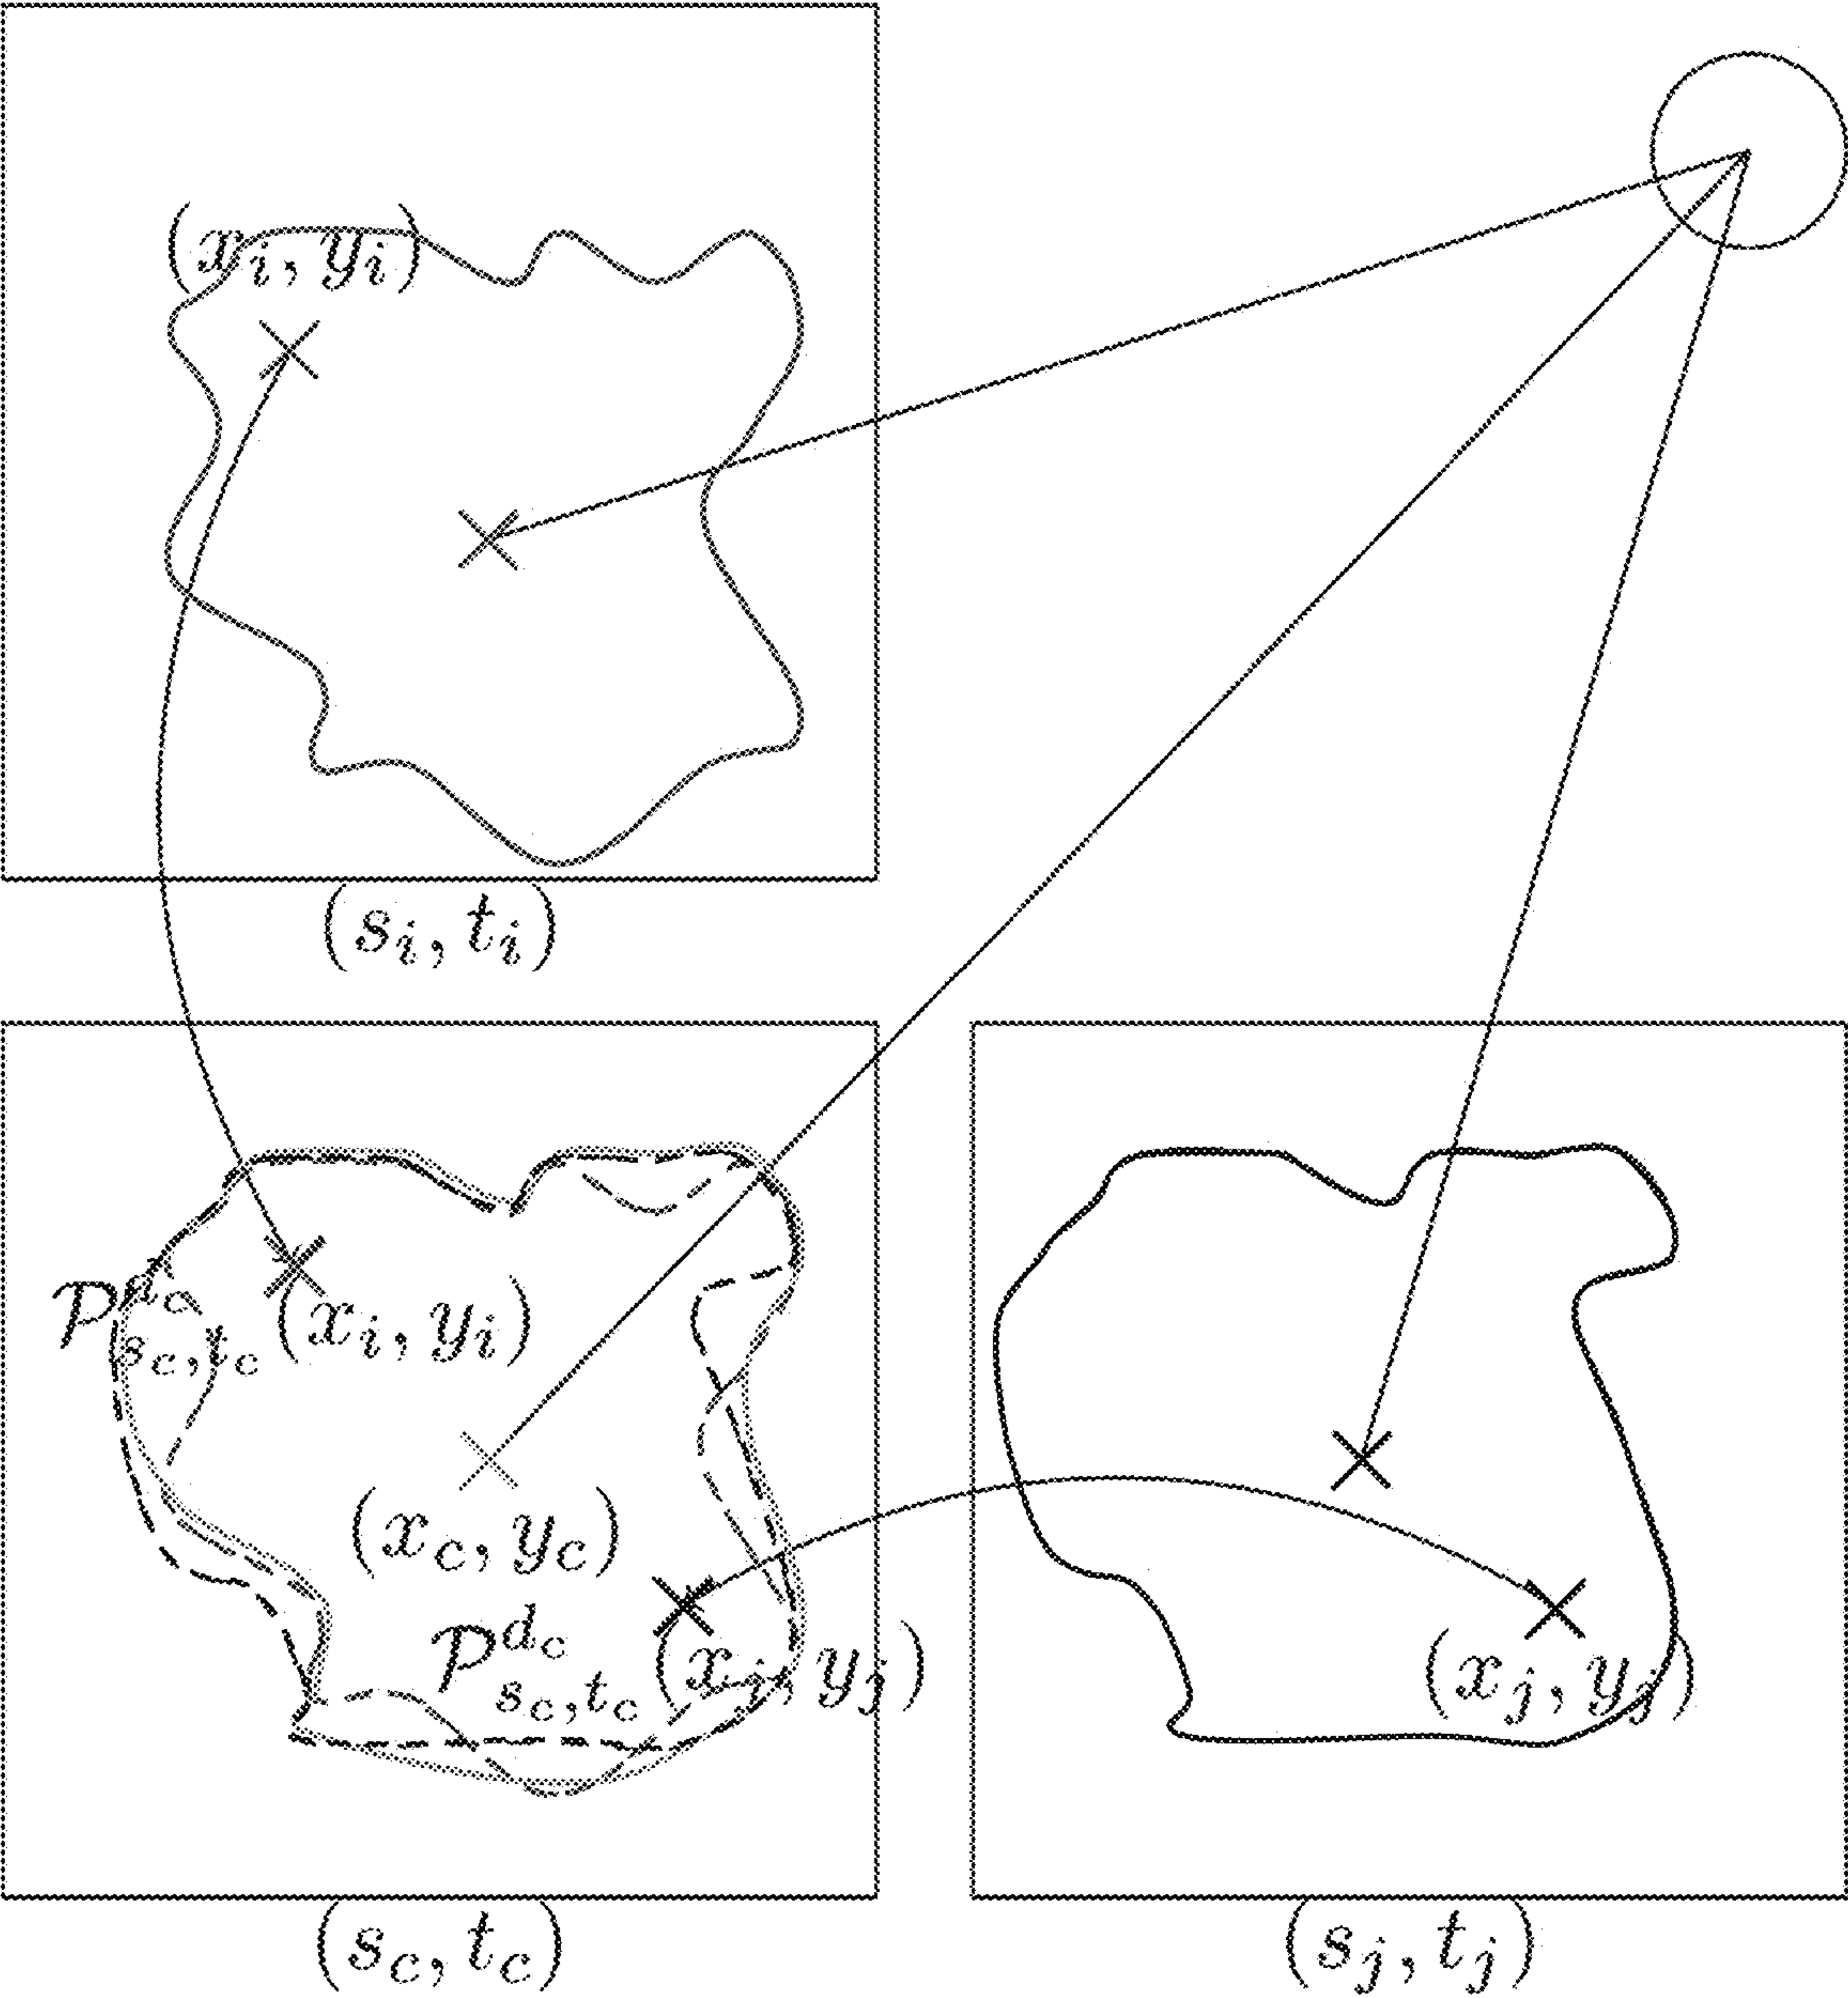 (x_i, y_i)
(s_i, t_i)
P^{d_c}_{s_c,t_c}
(x_i, y_i)
(x_c, y_c)
P^{d_c}_{s_c,t_c}
(x_j, y_j)
(x_j, y_j)
(s_c, t_c)
(s_j, t_j)